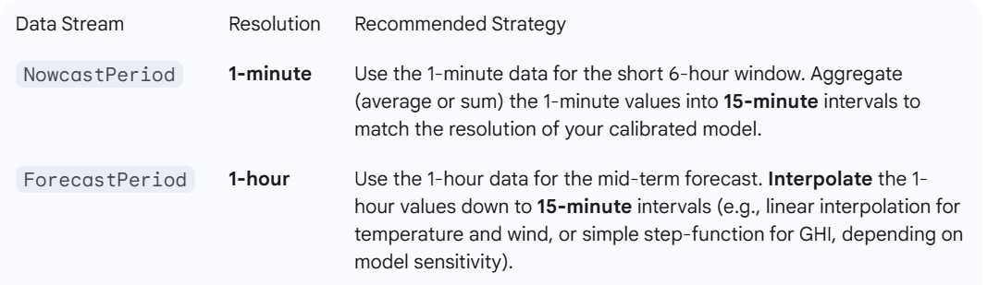 Data Stream Resolution Recommended Strategy
NowcastPeriod 1-minute Use the 1-minute data for the short 6-hour window. Aggregate
(average or sum) the 1-minute values into 15-minute intervals to
match the resolution of your calibrated model.
ForecastPeriod 1-hour Use the 1-hour data for the mid-term forecast. Interpolate the 1-
hour values down to 15-minute intervals (e.g., linear interpolation for
temperature and wind, or simple step-function for GHI, depending on
model sensitivity).